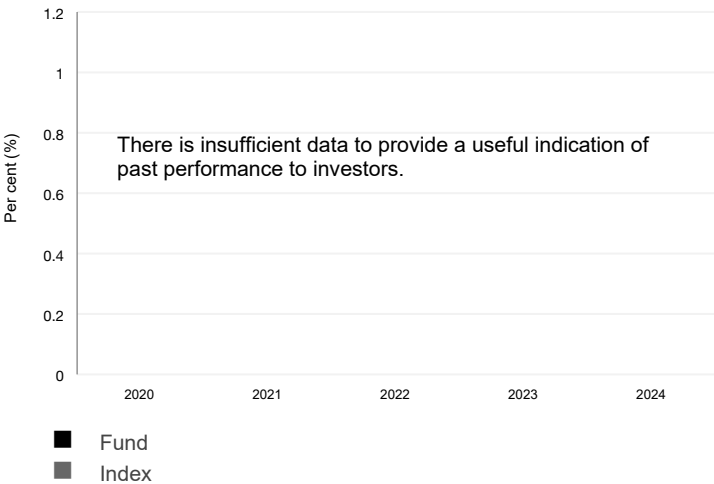 1.2
1
0.8
0.6
0.4
0.2
0
Per cent (%)
There is insufficient data to provide a useful indication of
past performance to investors.
2020 2021 2022 2023 2024
Fund
Index